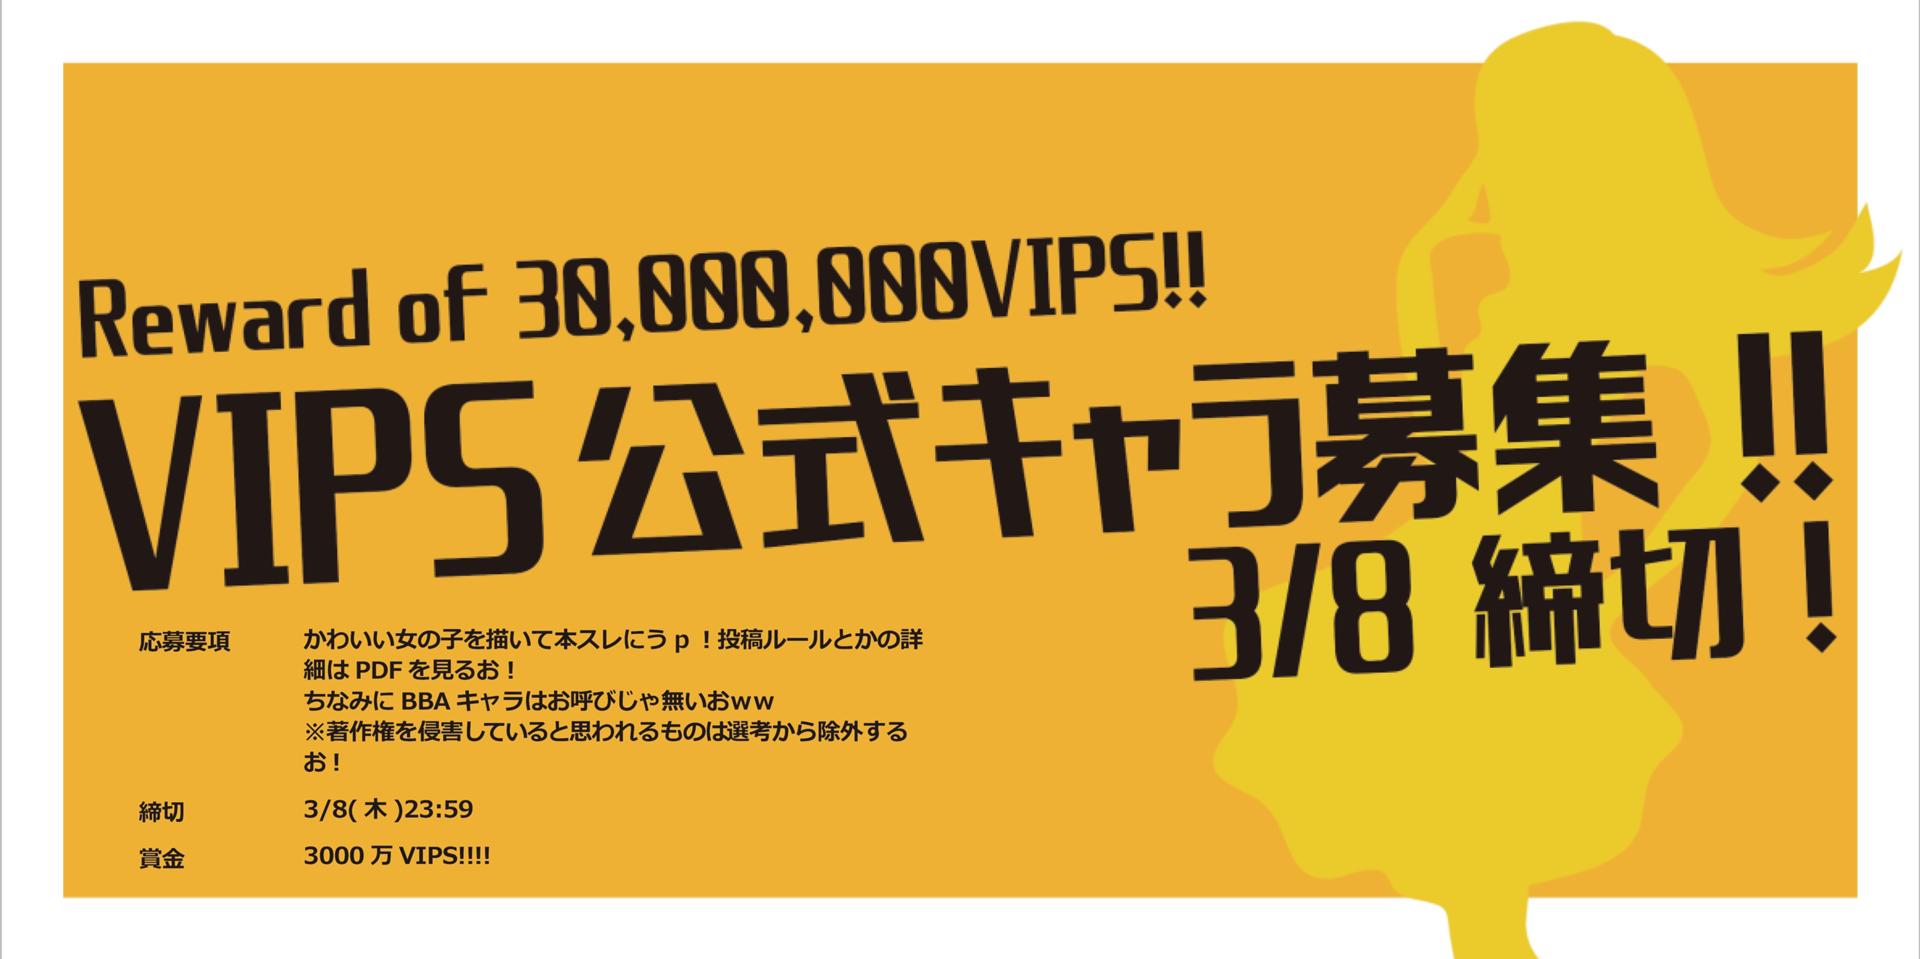 Reward of 30,000,000VIPS!!
VIPS公式キャラ募集 !!
3/8 締切 !
応募要項
かわいい女の子を描いて本スレにうp！投稿ルールとかの詳
細は PDF を見るお！
ちなみに BBA キャラはお呼びじゃ無いおｗｗ
※著作権を侵害していると思われるものは選考から除外する
お！
締切
3/8( 木 )23:59
賞金
3000 万 VIPS!!!!